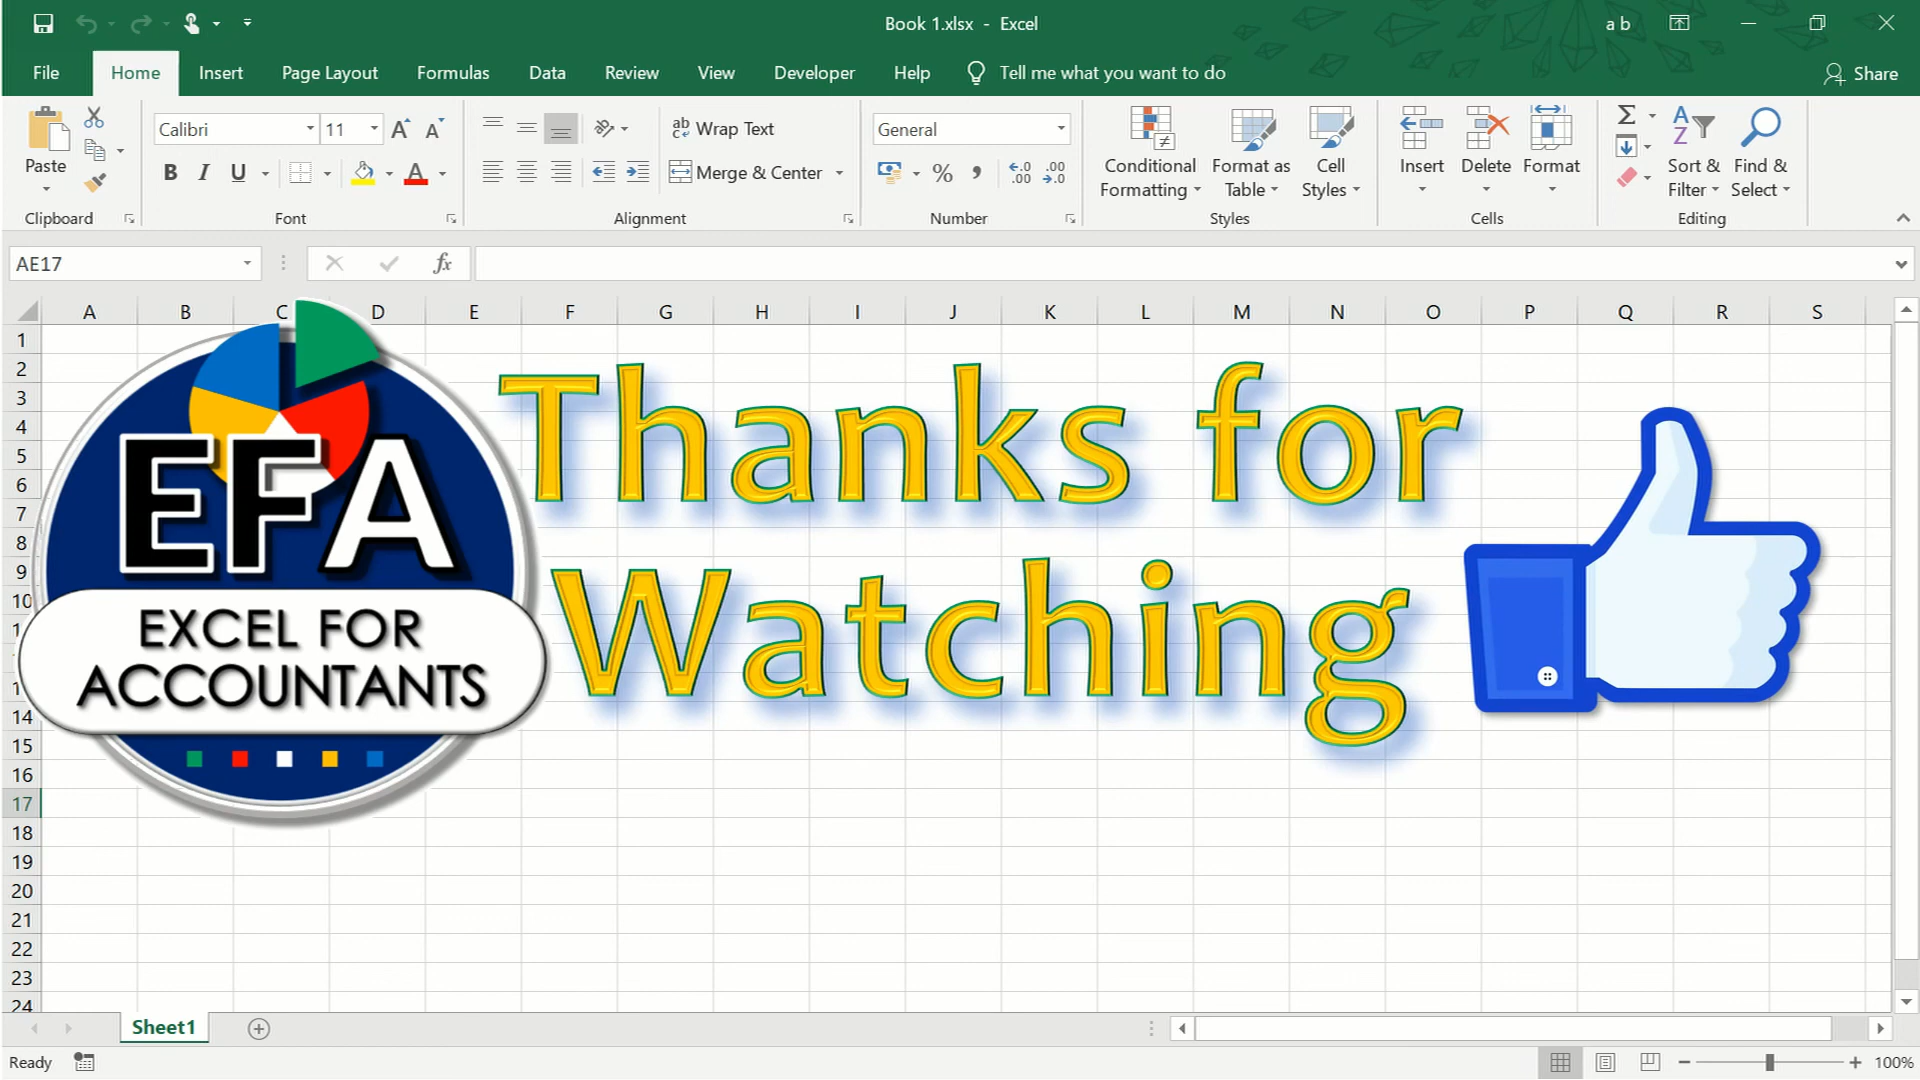 Book 1.xlsx - Excel
a b
File Home Insert Page Layout Formulas Data Review View Developer Help Tell me what you want to do Share
Paste
Clipboard
Calibri 11
B I U
Font
Wrap Text
Merge & Center
Alignment
General
% , .00
Number
Conditional Formatting
Format as Table
Cell Styles
Styles
Insert Delete Format
Cells
Sort & Filter
Find & Select
Editing
AE17
fx
A B C D E F G H I J K L M N O P Q R S
1
2
3
4
5
6
7
8
9
10
14
15
16
17
18
19
20
21
22
23
24
EFA
EXCEL FOR
ACCOUNTANTS
Thanks for
Watching
Sheet1
Ready
100%